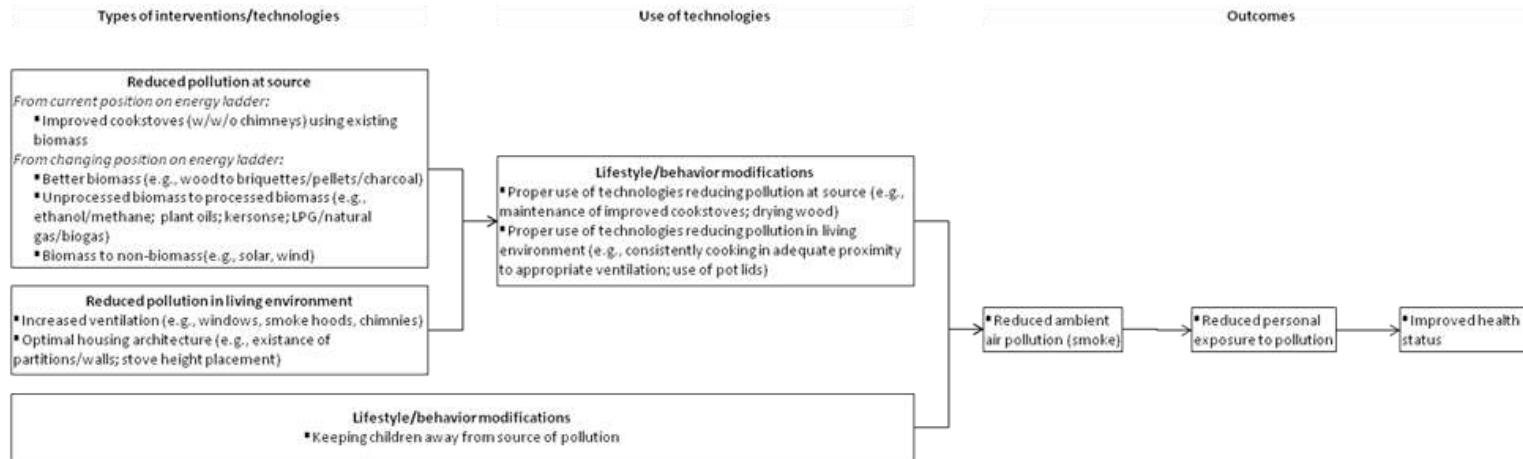 Types of interventions/technologies
Use of technologies
Outcomes
Reduced pollution at source
From current position on energy ladder:
▪ Improved cookstoves (w/w/o chimneys) using existing
biomass
From changing position on energy ladder:
▪ Better biomass (e.g., wood to briquettes/pellets/charcoal)
▪ Unprocessed biomass to processed biomass (e.g.,
ethanol/methane; plant oils; kersonse; LPG/natural
gas/biogas)
▪ Biomass to non-biomass(e.g., solar, wind)
Reduced pollution in living environment
▪ Increased ventilation (e.g., windows, smoke hoods, chimnies)
▪ Optimal housing architecture (e.g., existance of
partitions/walls; stove height placement)
Lifestyle/behavior modifications
▪ Proper use of technologies reducing pollution at source (e.g.,
maintenance of improved cookstoves; drying wood)
▪ Proper use of technologies reducing pollution in living
environment (e.g., consistently cooking in adequate proximity
to appropriate ventilation; use of pot lids)
Lifestyle/behavior modifications
▪ Keeping children away from source of pollution
▪ Reduced ambient
air pollution (smoke)
▪ Reduced personal
exposure to pollution
▪ Improved health
status